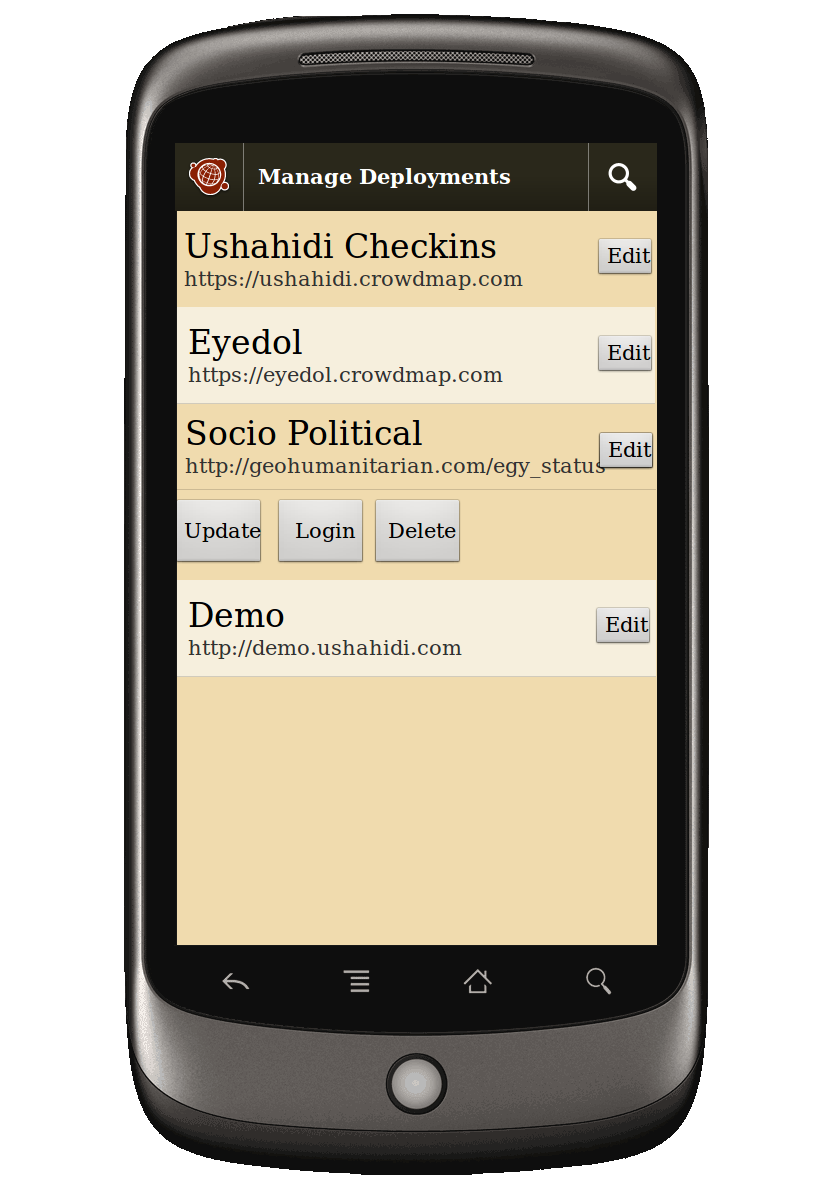 Manage Deployments
Ushahidi Checkins
https://ushahidi.crowdmap.com
Edit
Eyedol
https://eyedol.crowdmap.com
Edit
Socio Political
http://geohumanitarian.com/egy_status
Edit
Update Login Delete
Demo
http://demo.ushahidi.com
Edit